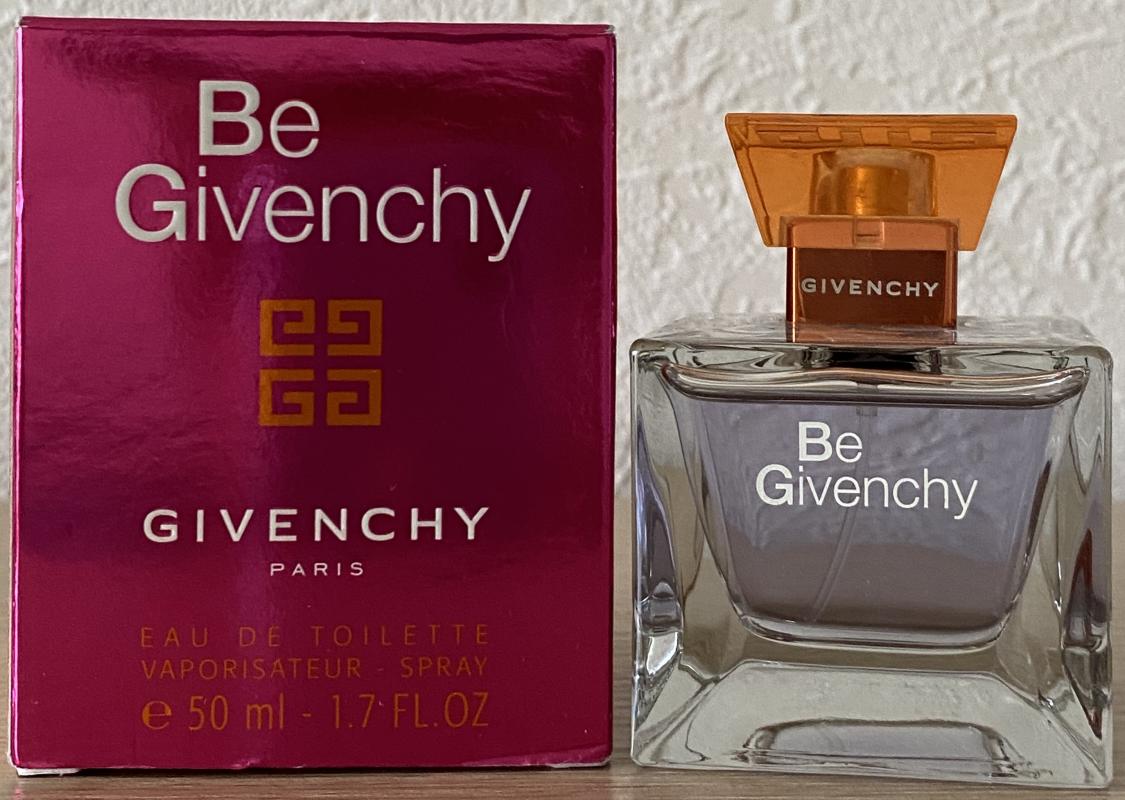 Be
Givenchy
GIVENCHY
PARIS
EAU DE TOILETTE
VAPORISATEUR - SPRAY
℮ 50 ml - 1.7 FL.OZ
GIVENCHY
Be
Givenchy